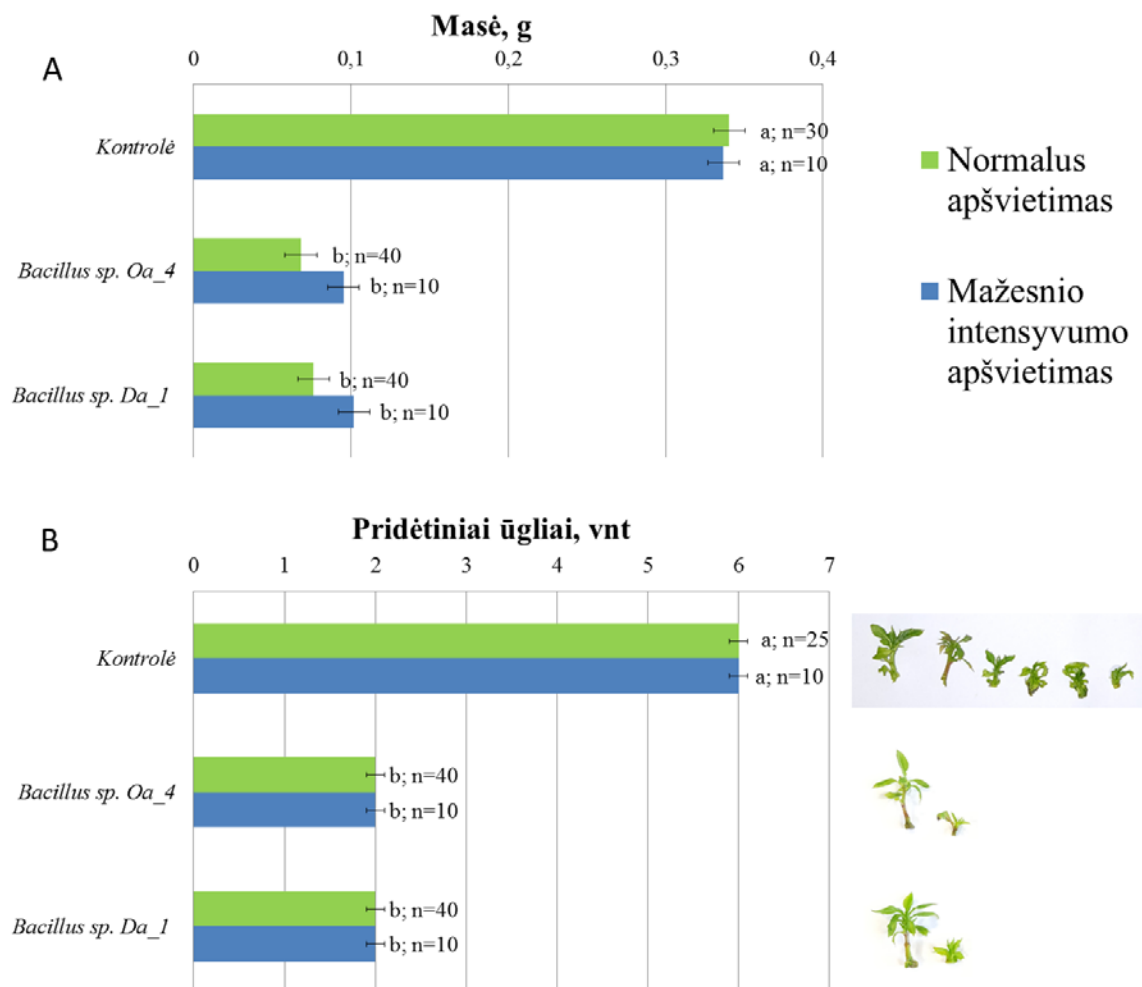 Masė, g
A
0 0,1 0,2 0,3 0,4
Kontrolė
a; n=30
a; n=10
Bacillus sp. Oa_4
b; n=40
b; n=10
Bacillus sp. Da_1
b; n=40
b; n=10
Normalus
apšvietimas
Mažesnio
intensyvumo
apšvietimas
B
Pridėtiniai ūgliai, vnt
0 1 2 3 4 5 6 7
Kontrolė
a; n=25
a; n=10
Bacillus sp. Oa_4
b; n=40
b; n=10
Bacillus sp. Da_1
b; n=40
b; n=10